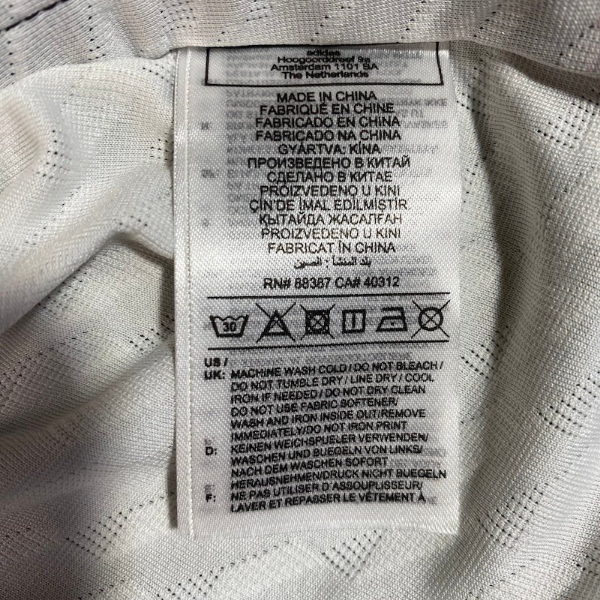 adidas
Hoogoorddreef 9a
Amsterdam 1101 BA
The Netherlands
MADE IN CHINA
FABRIQUÉ EN CHINE
FABRICADO EN CHINA
FABRICADO NA CHINA
GYÁRTVA: KÍNA
ПРОИЗВЕДЕНО В КИТАЙ
СДЕЛАНО В КИТАЕ
PROIZVEDENO U KINI
ÇİN'DE İMAL EDİLMİŞTİR
ҚЫТАЙДА ЖАСАЛҒАН
PROIZVEDENO U KINI
FABRICAT IN CHINA
بلد المنشأ : الصين
RN# 88387 CA# 40312
30
US /
UK: MACHINE WASH COLD / DO NOT BLEACH /
DO NOT TUMBLE DRY / LINE DRY / COOL
IRON IF NEEDED / DO NOT DRY CLEAN
DO NOT USE FABRIC SOFTENER/
WASH AND IRON INSIDE OUT/REMOVE
IMMEDIATELY/DO NOT IRON PRINT
D: KEINEN WEICHSPUELER VERWENDEN/
WASCHEN UND BUEGELN VON LINKS/
NACH DEM WASCHEN SOFORT
HERAUSNEHMEN/DRUCK NICHT BUEGELN
F: NE PAS UTILISER D'ASSOUPLISSEUR/
LAVER ET REPASSER LE VÊTEMENT À